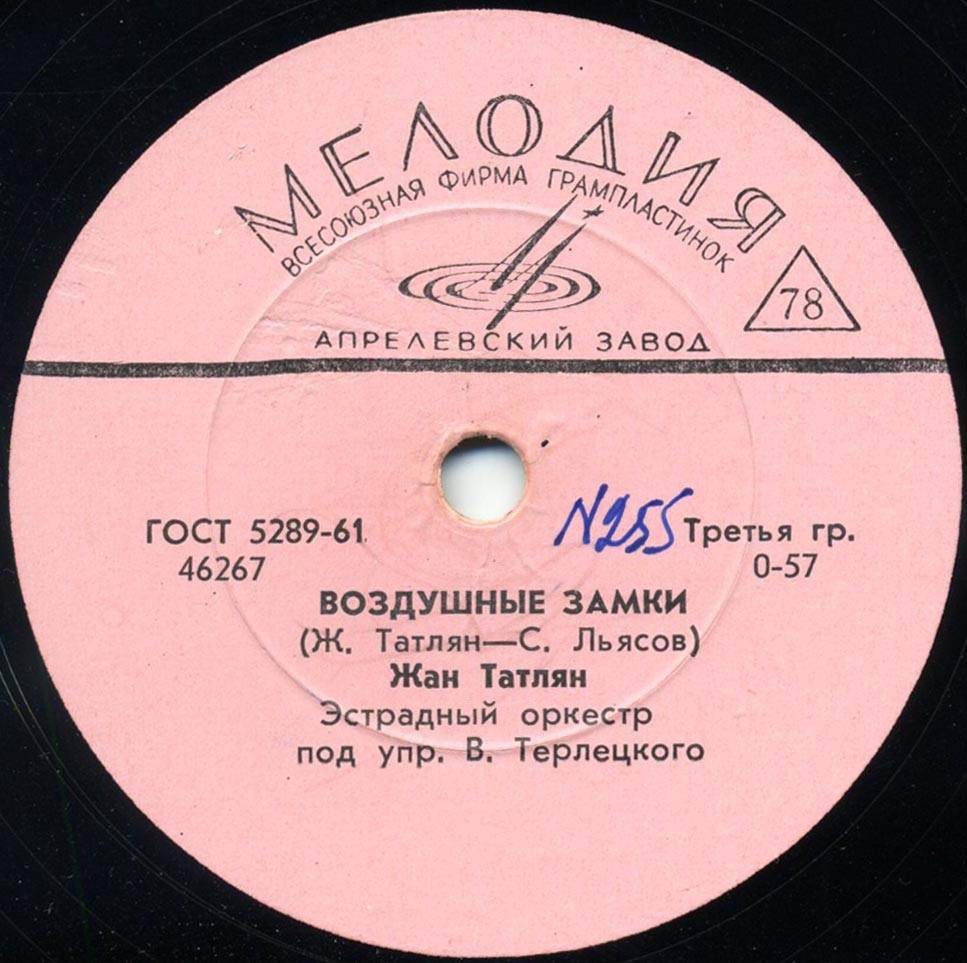 МЕЛОДИЯ
ВСЕСОЮЗНАЯ ФИРМА ГРАМПЛАСТИНОК
78
АПРЕЛЕВСКИЙ ЗАВОД
ГОСТ 5289-61 N255 Третья гр.
46267 0-57
ВОЗДУШНЫЕ ЗАМКИ
(Ж. Татлян—С. Льясов)
Жан Татлян
Эстрадный оркестр
под упр. В. Терлецкого